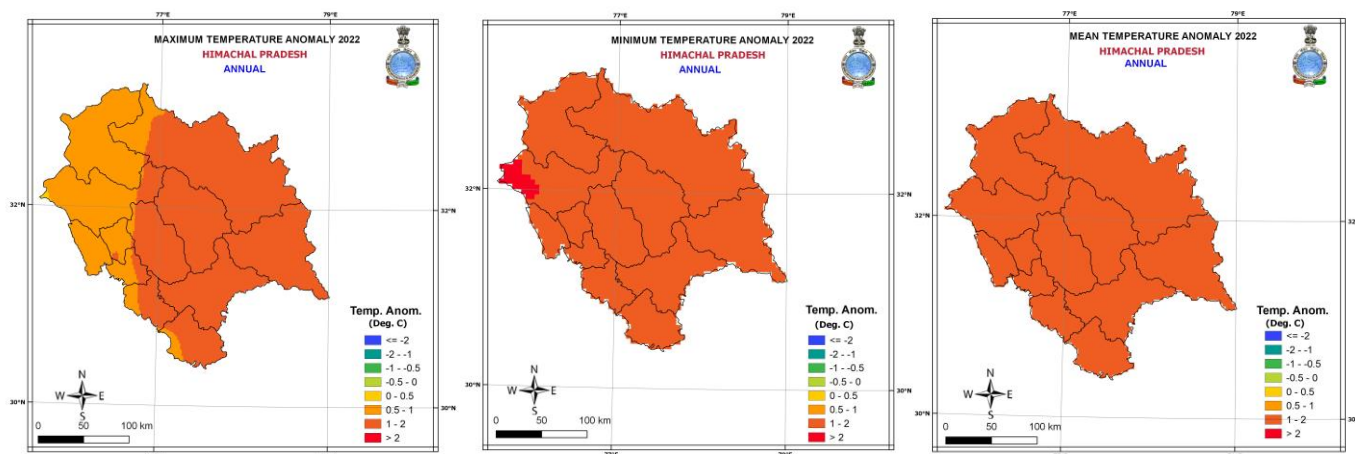 77°E
79°E
MAXIMUM TEMPERATURE ANOMALY 2022
HIMACHAL PRADESH
ANNUAL
32°N
32°N
Temp. Anom.
(Deg. C)
<= -2
-2 - -1
-1 - -0.5
-0.5 - 0
0 - 0.5
0.5 - 1
1 - 2
> 2
N
W E
S
30°N
30°N
0 50 100 km
77°E
79°E
77°E
79°E
MINIMUM TEMPERATURE ANOMALY 2022
HIMACHAL PRADESH
ANNUAL
32°N
32°N
Temp. Anom.
(Deg. C)
<= -2
-2 - -1
-1 - -0.5
-0.5 - 0
0 - 0.5
0.5 - 1
1 - 2
> 2
N
W E
S
30°N
30°N
0 50 100 km
77°E
79°E
MEAN TEMPERATURE ANOMALY 2022
HIMACHAL PRADESH
ANNUAL
32°N
32°N
Temp. Anom.
(Deg. C)
<= -2
-2 - -1
-1 - -0.5
-0.5 - 0
0 - 0.5
0.5 - 1
1 - 2
> 2
N
W E
S
30°N
30°N
0 50 100 km